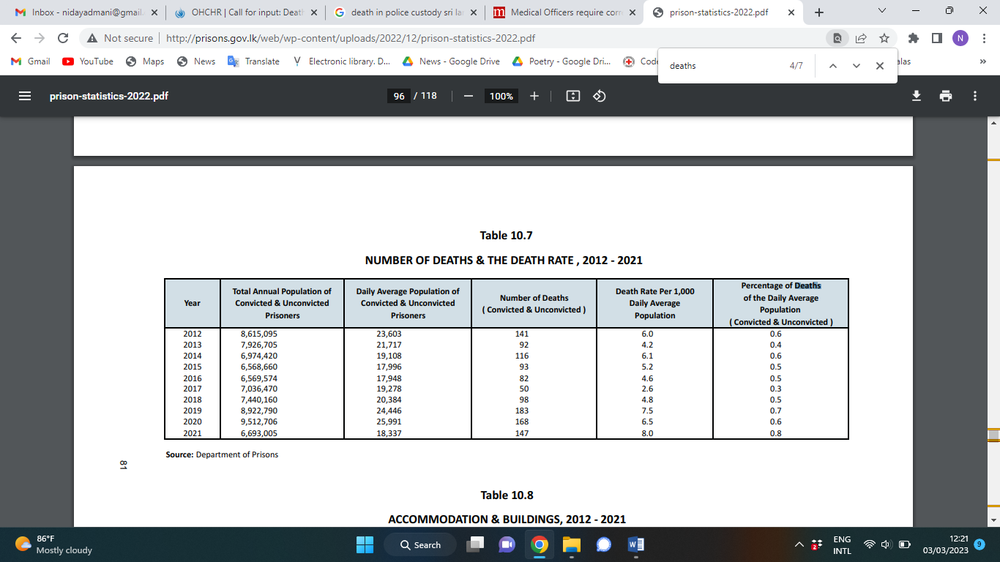 Inbox - nidayadmani@gmail.
OHCHR | Call for input: Death
death in police custody sri lan
Medical Officers require corr
prison-statistics-2022.pdf
Not secure | http://prisons.gov.lk/web/wp-content/uploads/2022/12/prison-statistics-2022.pdf
N
Gmail YouTube Maps News Translate Electronic library. D... News - Google Drive Poetry - Google Dri... Code alas »
deaths 4/7
prison-statistics-2022.pdf 96 / 118 100%
Table 10.7
NUMBER OF DEATHS & THE DEATH RATE , 2012 - 2021
Year
Total Annual Population of
Convicted & Unconvicted
Prisoners
Daily Average Population of
Convicted & Unconvicted
Prisoners
Number of Deaths
( Convicted & Unconvicted )
Death Rate Per 1,000
Daily Average
Population
Percentage of Deaths
of the Daily Average
Population
( Convicted & Unconvicted )
2012 8,615,095 23,603 141 6.0 0.6
2013 7,926,705 21,717 92 4.2 0.4
2014 6,974,420 19,108 116 6.1 0.6
2015 6,568,660 17,996 93 5.2 0.5
2016 6,569,574 17,948 82 4.6 0.5
2017 7,036,470 19,278 50 2.6 0.3
2018 7,440,160 20,384 98 4.8 0.5
2019 8,922,790 24,446 183 7.5 0.7
2020 9,512,706 25,991 168 6.5 0.6
2021 6,693,005 18,337 147 8.0 0.8
Source: Department of Prisons
81
Table 10.8
ACCOMMODATION & BUILDINGS, 2012 - 2021
86°F
Mostly cloudy
Search
2
ENG
INTL
12:21
03/03/2023
9